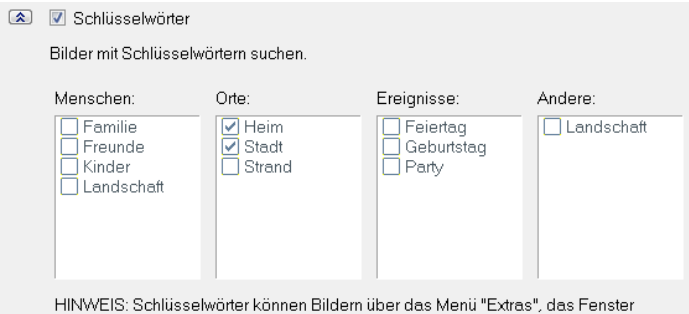 Schlüsselwörter
Bilder mit Schlüsselwörtern suchen.
Menschen: Orte: Ereignisse: Andere:
Familie Heim Feiertag Landschaft
Freunde Stadt Geburtstag
Kinder Strand Party
Landschaft
HINWEIS: Schlüsselwörter können Bildern über das Menü "Extras", das Fenster